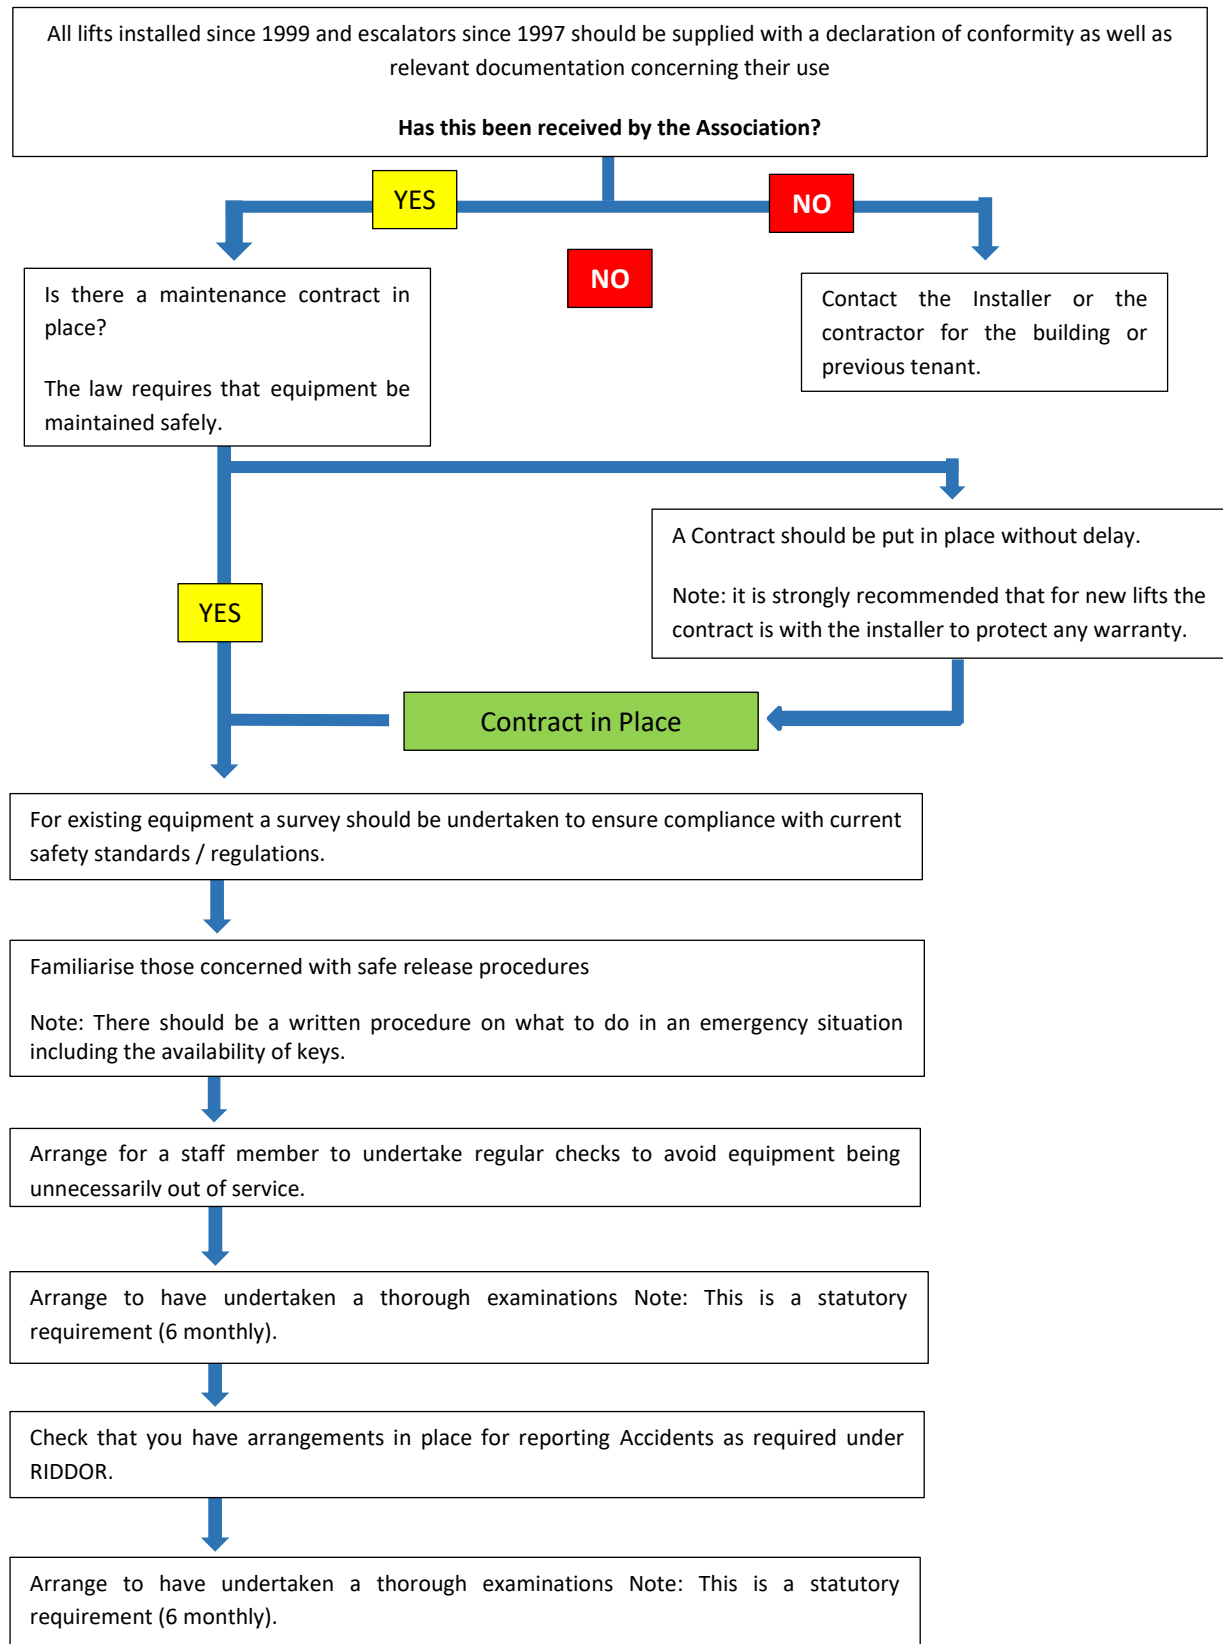 All lifts installed since 1999 and escalators since 1997 should be supplied with a declaration of conformity as well as
relevant documentation concerning their use
Has this been received by the Association?
YES
NO
NO
Is there a maintenance contract in
place?
The law requires that equipment be
maintained safely.
Contact the Installer or the
contractor for the building or
previous tenant.
A Contract should be put in place without delay.
Note: it is strongly recommended that for new lifts the
contract is with the installer to protect any warranty.
YES
Contract in Place
For existing equipment a survey should be undertaken to ensure compliance with current
safety standards / regulations.
Familiarise those concerned with safe release procedures
Note: There should be a written procedure on what to do in an emergency situation
including the availability of keys.
Arrange for a staff member to undertake regular checks to avoid equipment being
unnecessarily out of service.
Arrange to have undertaken a thorough examinations Note: This is a statutory
requirement (6 monthly).
Check that you have arrangements in place for reporting Accidents as required under
RIDDOR.
Arrange to have undertaken a thorough examinations Note: This is a statutory
requirement (6 monthly).